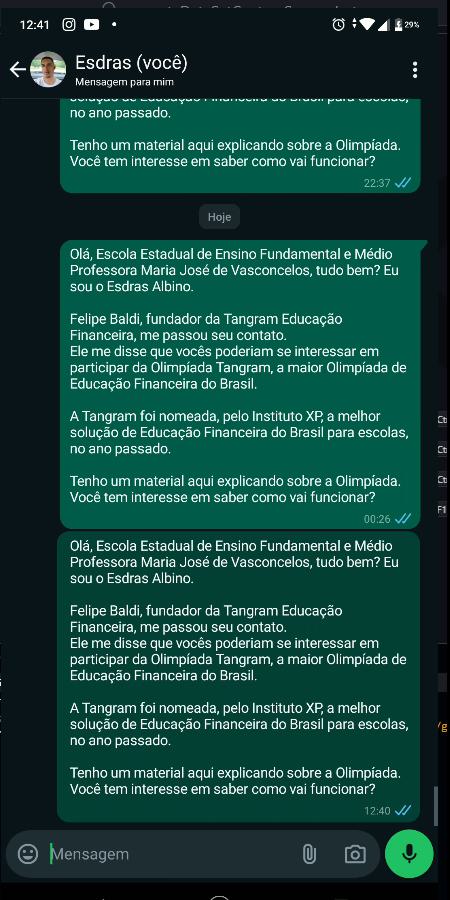 12:41
29%
Esdras (você)
Mensagem para mim
solução de Educação Financeira do Brasil para escolas,
no ano passado.
Tenho um material aqui explicando sobre a Olimpíada.
Você tem interesse em saber como vai funcionar?
22:37
Hoje
Olá, Escola Estadual de Ensino Fundamental e Médio
Professora Maria José de Vasconcelos, tudo bem? Eu
sou o Esdras Albino.
Felipe Baldi, fundador da Tangram Educação
Financeira, me passou seu contato.
Ele me disse que vocês poderiam se interessar em
participar da Olimpíada Tangram, a maior Olimpíada de
Educação Financeira do Brasil.
A Tangram foi nomeada, pelo Instituto XP, a melhor
solução de Educação Financeira do Brasil para escolas,
no ano passado.
Tenho um material aqui explicando sobre a Olimpíada.
Você tem interesse em saber como vai funcionar?
00:26
Olá, Escola Estadual de Ensino Fundamental e Médio
Professora Maria José de Vasconcelos, tudo bem? Eu
sou o Esdras Albino.
Felipe Baldi, fundador da Tangram Educação
Financeira, me passou seu contato.
Ele me disse que vocês poderiam se interessar em
participar da Olimpíada Tangram, a maior Olimpíada de
Educação Financeira do Brasil.
A Tangram foi nomeada, pelo Instituto XP, a melhor
solução de Educação Financeira do Brasil para escolas,
no ano passado.
Tenho um material aqui explicando sobre a Olimpíada.
Você tem interesse em saber como vai funcionar?
12:40
Mensagem